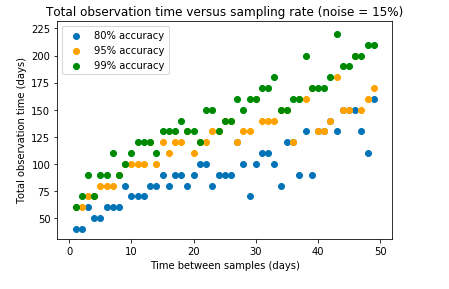 Total observation time versus sampling rate (noise = 15%)
80% accuracy
95% accuracy
99% accuracy
Total observation time (days)
225
200
175
150
125
100
75
50
0 10 20 30 40 50
Time between samples (days)